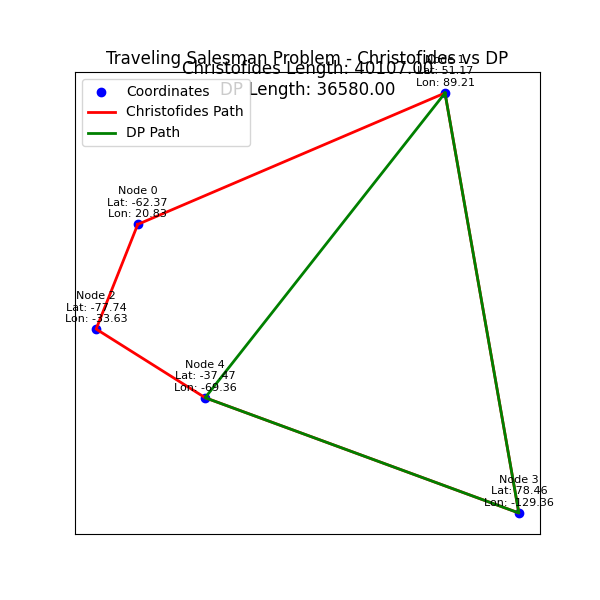 Traveling Salesman Problem - Christofides vs DP
Christofides Length: 40107.00
DP Length: 36580.00
Coordinates
Christofides Path
DP Path
Node 1
Lat: 51.17
Lon: 89.21
Node 0
Lat: -62.37
Lon: 20.83
Node 2
Lat: -77.74
Lon: -33.63
Node 4
Lat: -37.47
Lon: -69.36
Node 3
Lat: 78.46
Lon: -129.36